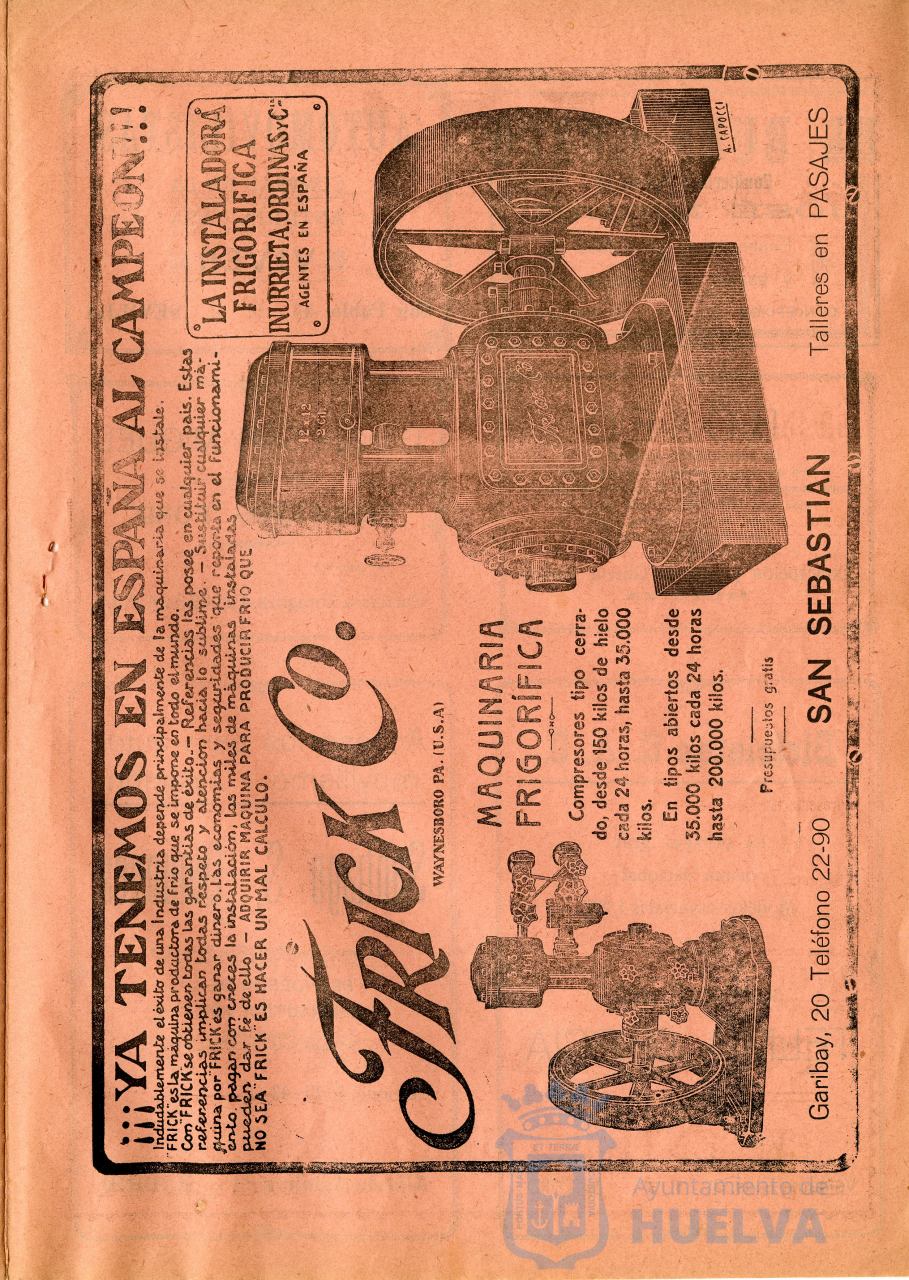 ¡¡¡YA TENEMOS EN ESPAÑA AL CAMPEON!!!
Indudablemente el éxito de una Industria depende principalmente de la maquinaria que se instale.
"FRICK" es la máquina productora de frio que se impone en todo el mundo.
Con "FRICK" se obtienen todas las garantías de éxito.— Referencias las posee en cualquier país. Estas
referencias implican todas respeto y atencion hacia lo sublime. — Sustituir cualquier má-
quina por "FRICK" es ganar dinero. Las economías y seguridades que reporta en el funcionami-
ento, pagan con creces la instalación, las miles de máquinas instaladas
pueden dar fé de ello — ADQUIRIR MAQUINA PARA PRODUCIR FRIO QUE
NO SEA "FRICK" ES HACER UN MAL CALCULO.
LA INSTALADORA
FRIGORIFICA
INURRIETA, ORDINAS Y Cª
AGENTES EN ESPAÑA
FRICK Co.
WAYNESBORO PA. (U.S.A)
12 x 12
Frick Co
A. CAPOCCI
MAQUINARIA
FRIGORÍFICA
Compresores tipo cerra-
do, desde 150 kilos de hielo
cada 24 horas, hasta 35.000
kilos.
En tipos abiertos desde
35.000 kilos cada 24 horas
hasta 200.000 kilos.
Presupuestos gratis
Garibay, 20 Teléfono 22-90 SAN SEBASTIAN Talleres en PASAJES
Ayuntamiento de
HUELVA